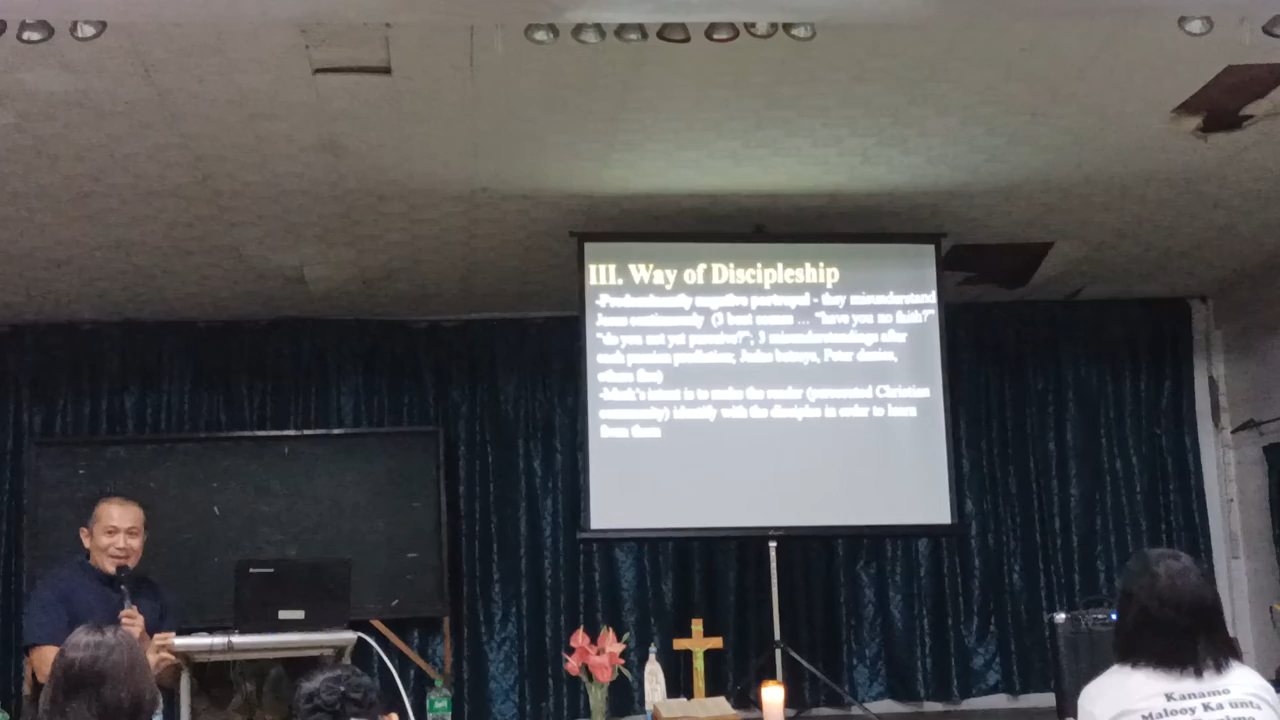 III. Way of Discipleship
-Predominantly negative portrayal - they misunderstand
Jesus continuously (3 boat scenes ... "have you no faith?"
"do you not yet perceive?", 3 misunderstandings after
each passion prediction; Judas betrays, Peter denies,
others flee)
-Mark's intent is to make the reader (persecuted Christian
community) identify with the disciples in order to learn
from them
Kanamo
Malooy Ka unta